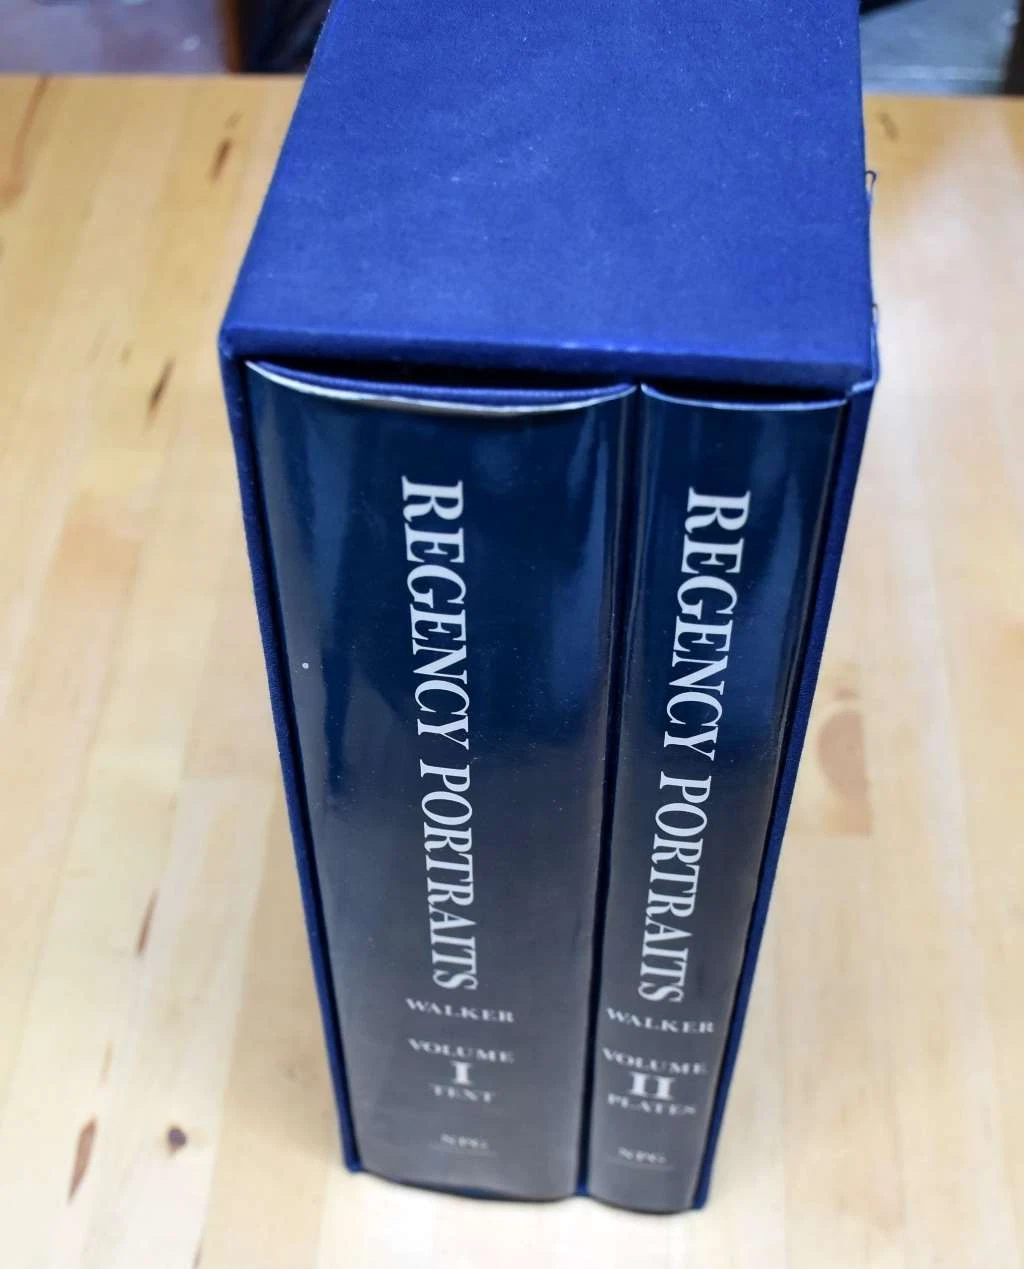 REGENCY PORTRAITS
WALKER
VOLUME
I
TEXT
NPG
REGENCY PORTRAITS
WALKER
VOLUME
II
PLATES
NPG